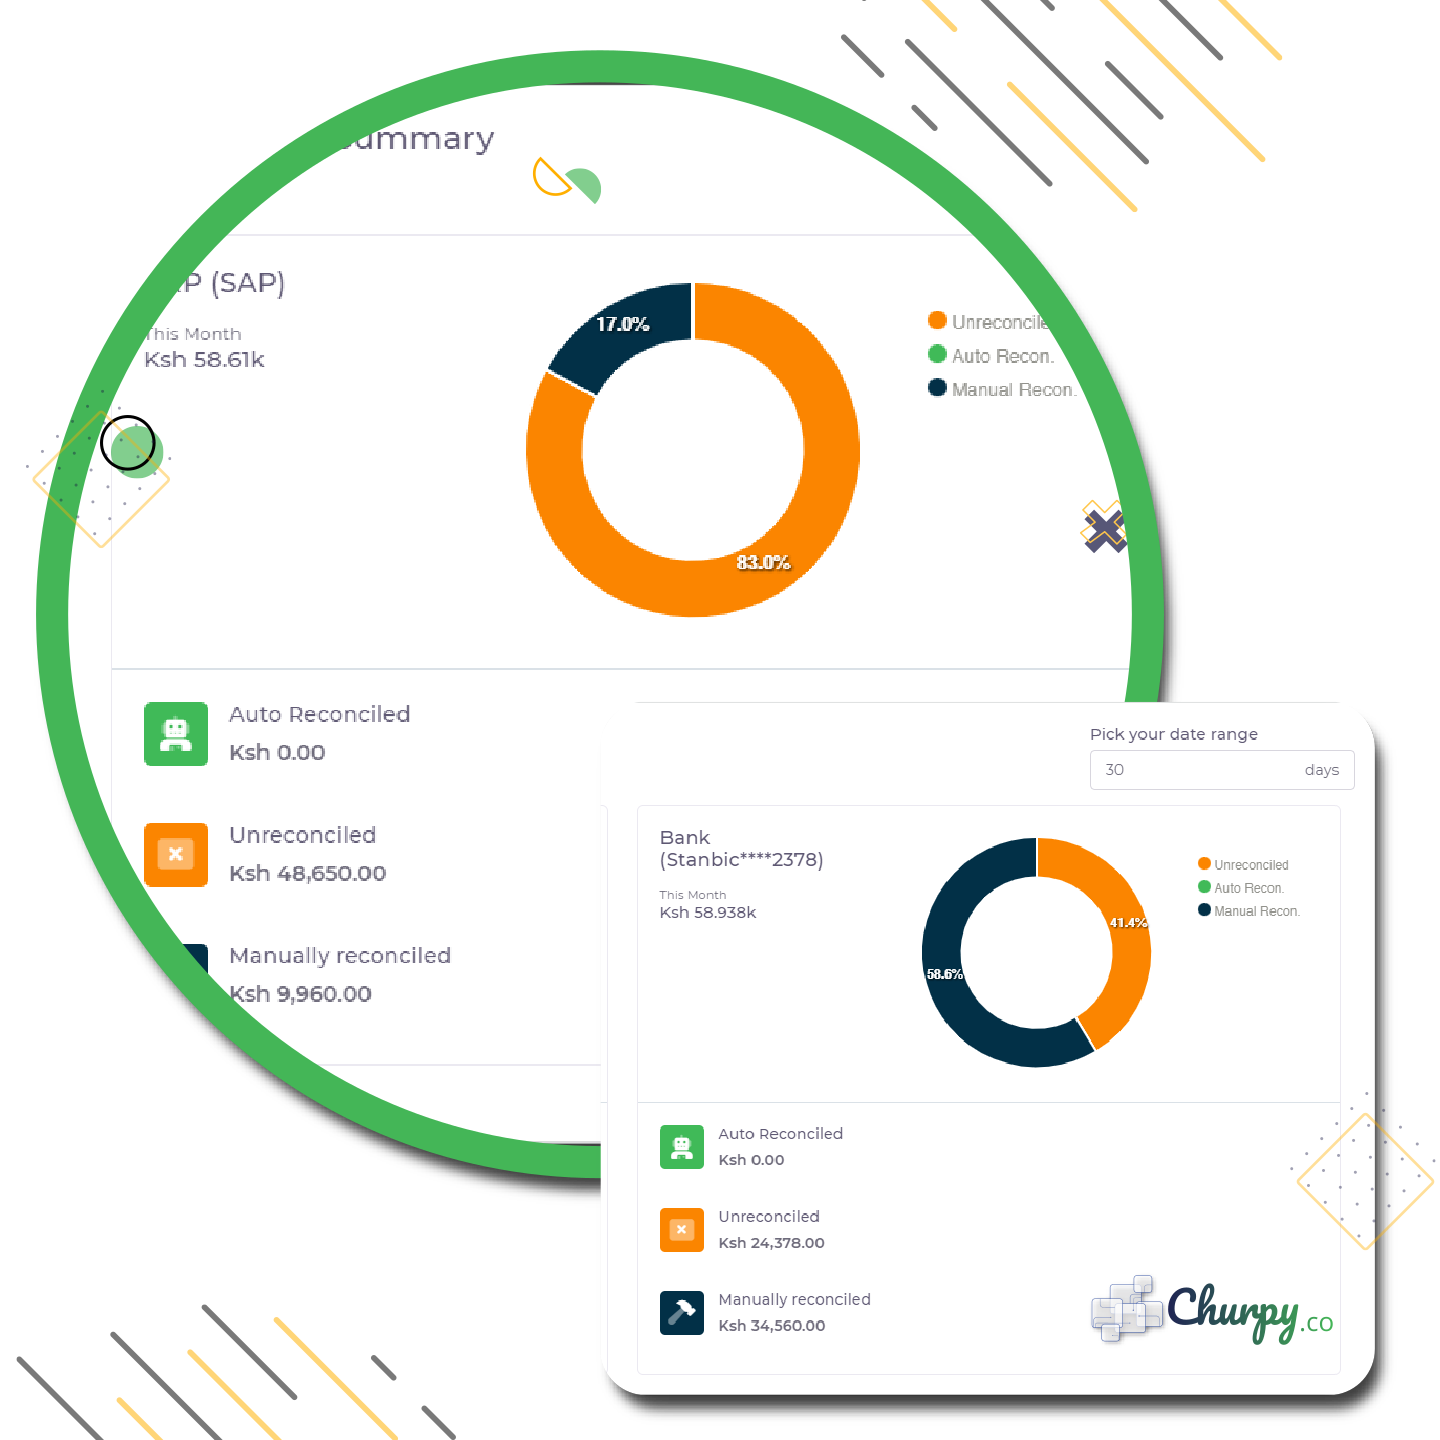 ummary
P (SAP)
This Month
Ksh 58.61k
17.0%
83.0%
Unreconcile
Auto Recon.
Manual Recon.
Auto Reconciled
Ksh 0.00
Unreconciled
Ksh 48,650.00
Manually reconciled
Ksh 9,960.00
Pick your date range
30 days
Bank
(Stanbic****2378)
This Month
Ksh 58.938k
41.4%
58.6%
Unreconciled
Auto Recon.
Manual Recon.
Auto Reconciled
Ksh 0.00
Unreconciled
Ksh 24,378.00
Manually reconciled
Ksh 34,560.00
Churpy.co